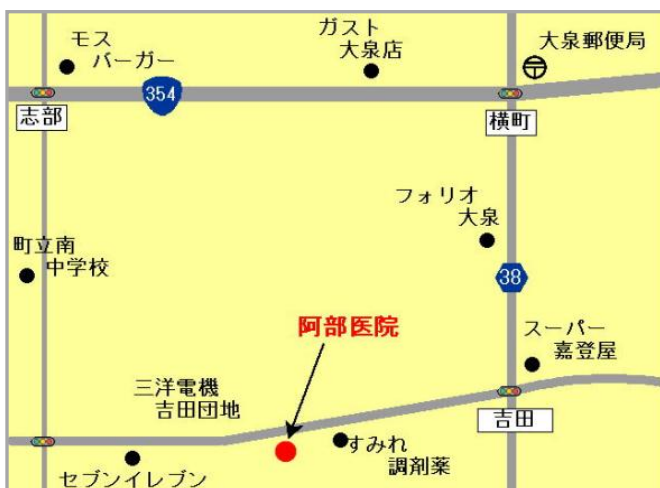 モス
バーガー
ガスト
大泉店
大泉郵便局
354
志部
横町
フォリオ
大泉
町立南
中学校
38
阿部医院
スーパー
嘉登屋
三洋電機
吉田団地
吉田
すみれ
調剤薬
セブンイレブン